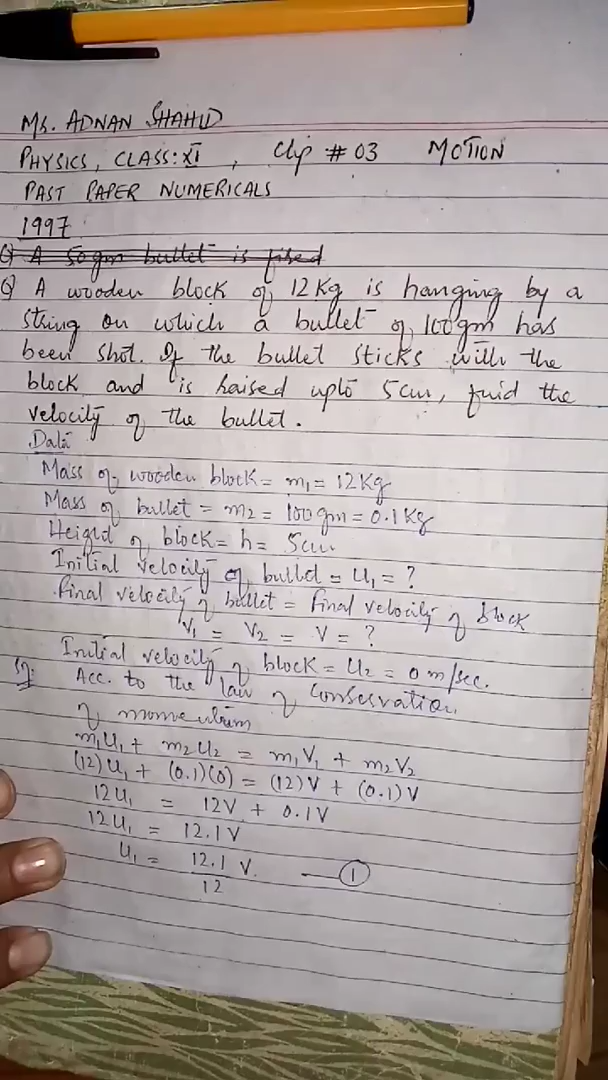 MS. ADNAN SHAHID
PHYSICS, CLASS: XI, Clip # 03 MOTION
PAST PAPER NUMERICALS
1997
Q A 50gm bullet is fired
Q A wooden block of 12 Kg is hanging by a
string on which a bullet of 100gm has
been shot. If the bullet sticks with the
block and is raised upto 5cm, find the
velocity of the bullet.
Data
Mass of wooden block = m₁ = 12 Kg
Mass of bullet = m₂ = 100 gm = 0.1 Kg
Height of block = h = 5cm
Initial velocity of bullet = U₁ = ?
Final velocity of bullet = Final velocity of block
V₁ = V₂ = V = ?
Initial velocity of block = U₂ = 0 m/sec.
Acc. to the law of conservation
of momentum
m₁U₁ + m₂U₂ = m₁V₁ + m₂V₂
(12)U₁ + (0.1)(0) = (12)V + (0.1)V
12U₁ = 12V + 0.1V
12U₁ = 12.1V
U₁ = 12.1 V. — 1
12